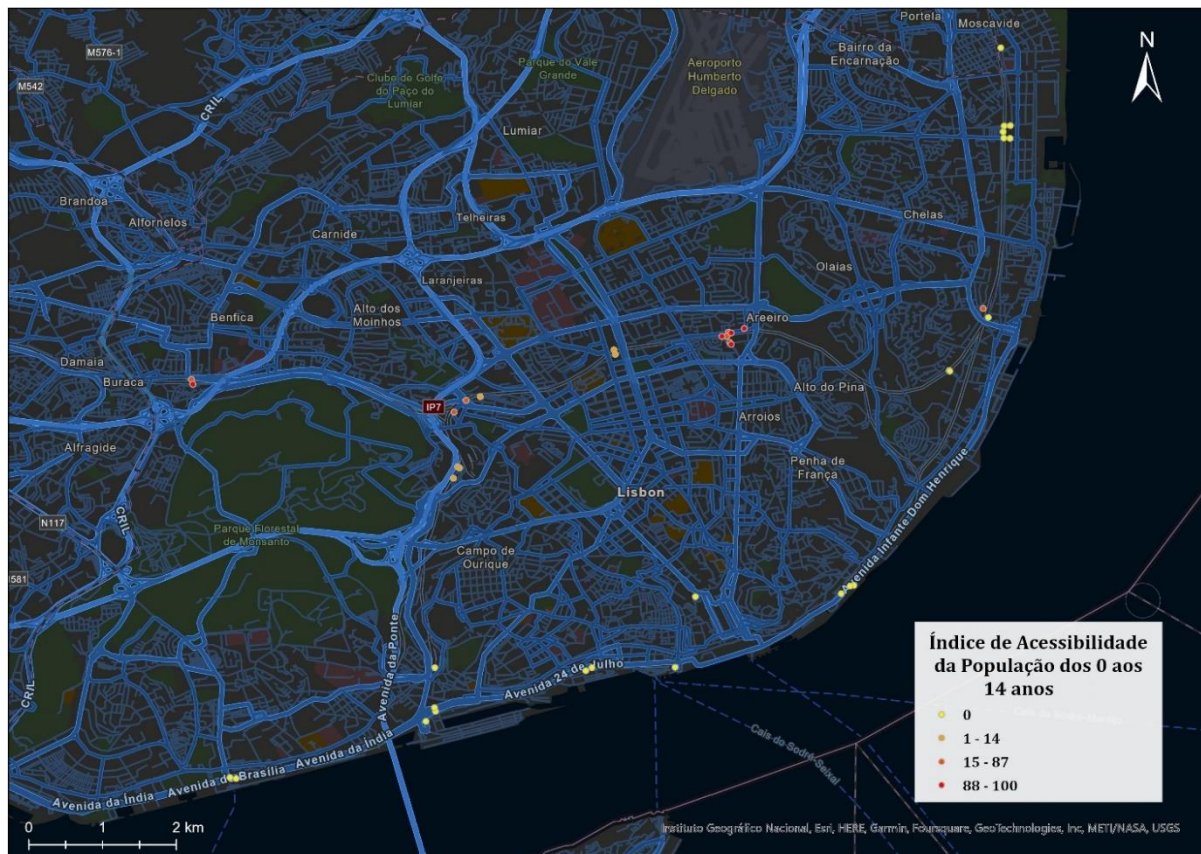 Portela
Moscavide
M576-1
M542
CRIL
Clube de Golfe
do Paço do
Lumiar
Parque do Vale
Grande
Aeroporto
Humberto
Delgado
Bairro da
Encarnação
N
Lumiar
Brandoa
Alfornelos
Carnide
Telheiras
Chelas
Laranjeiras
Olaias
Benfica
Alto dos
Moinhos
Areeiro
Damaia
Buraca
IP7
Alto do Pina
Arroios
Alfragide
Penha de
França
Lisbon
N117
CRIL
Parque Florestal
de Monsanto
Campo de
Ourique
Avenida Infante Dom Henrique
581
CRIL
Avenida da Ponte
Avenida 24 de Julho
Avenida da Índia
Avenida de Brasília
Avenida da Índia
Cais do Sodré-Seixal
Índice de Acessibilidade
da População dos 0 aos
14 anos
0
1 - 14
15 - 87
88 - 100
0 1 2 km
Instituto Geográfico Nacional, Esri, HERE, Garmin, Foursquare, GeoTechnologies, Inc, METI/NASA, USGS